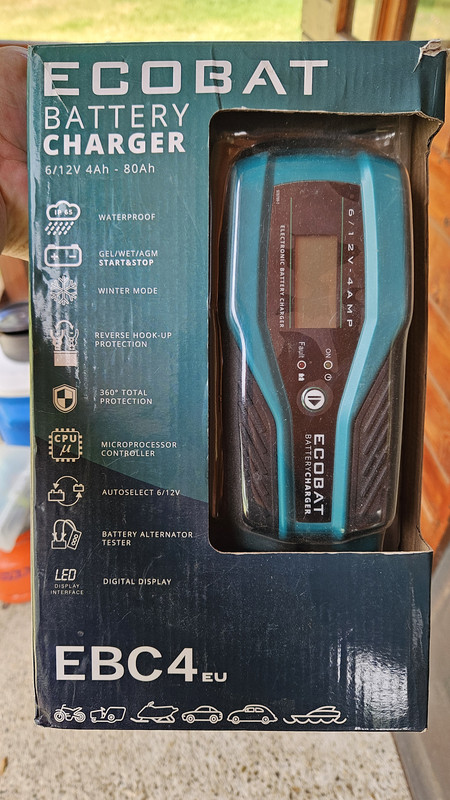 ECOBAT
BATTERY
CHARGER
6/12V 4Ah - 80Ah
IP 65
WATERPROOF
GEL/WET/AGM
START&STOP
WINTER MODE
REVERSE HOOK-UP
PROTECTION
360° TOTAL
PROTECTION
CPU
µ
MICROPROCESSOR
CONTROLLER
AUTOSELECT 6/12V
BATTERY ALTERNATOR
TESTER
LED
DISPLAY
INTERFACE
DIGITAL DISPLAY
EBC4 EU
6/12V-4AMP
ELECTRONIC BATTERY CHARGER
ON
Fault
ECOBAT
BATTERYCHARGER